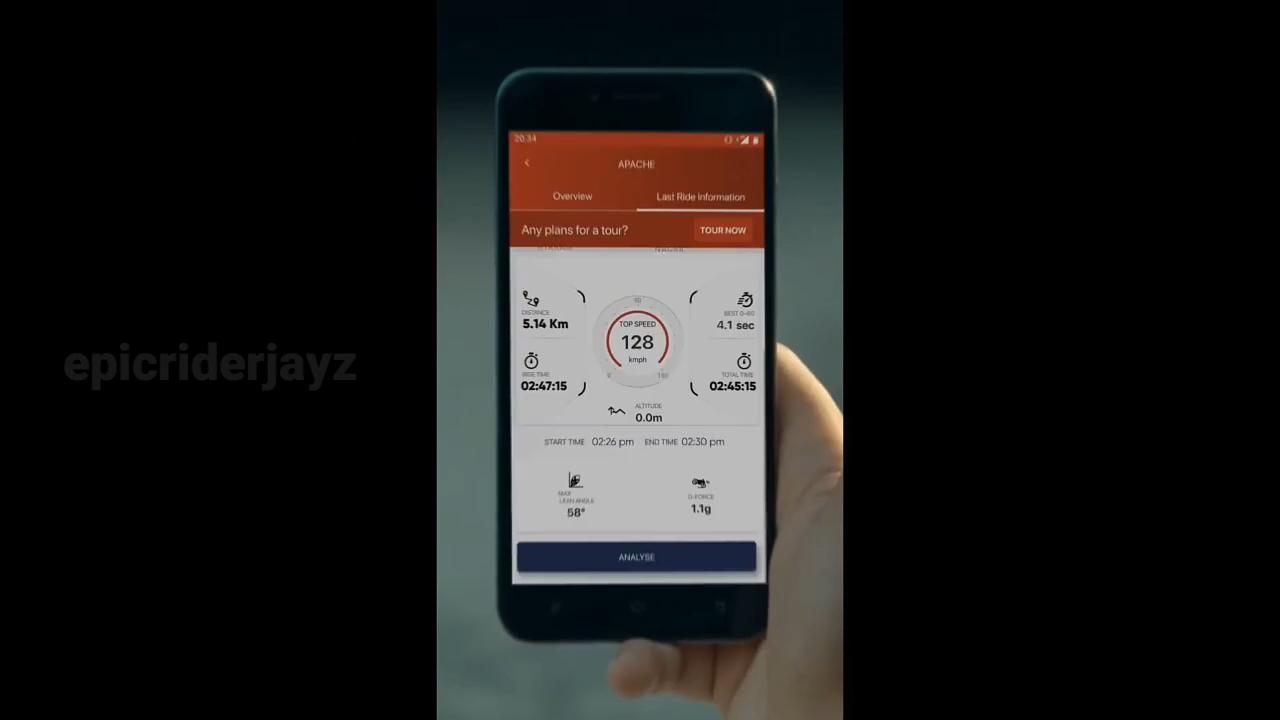 20.34
APACHE
Overview
Last Ride Information
Any plans for a tour?
TOUR NOW
DISTANCE
5.14 Km
RIDE TIME
02:47:15
TOP SPEED
128
kmph
0
BEST 0-60
4.1 sec
TOTAL TIME
02:45:15
ALTITUDE
0.0m
START TIME 02:26 pm END TIME 02:30 pm
MAX
LEAN ANGLE
58°
G-FORCE
1.1g
ANALYSE
epicriderjayz